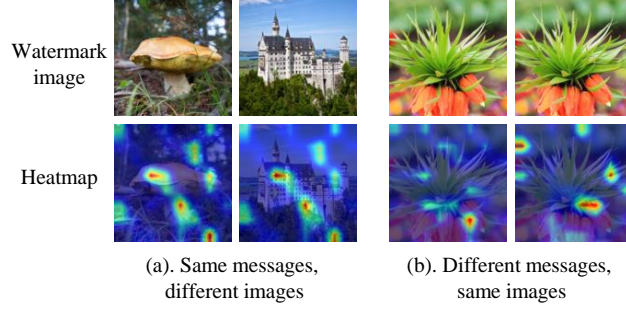 Watermark
image
Heatmap
(a). Same messages,
different images
(b). Different messages,
same images